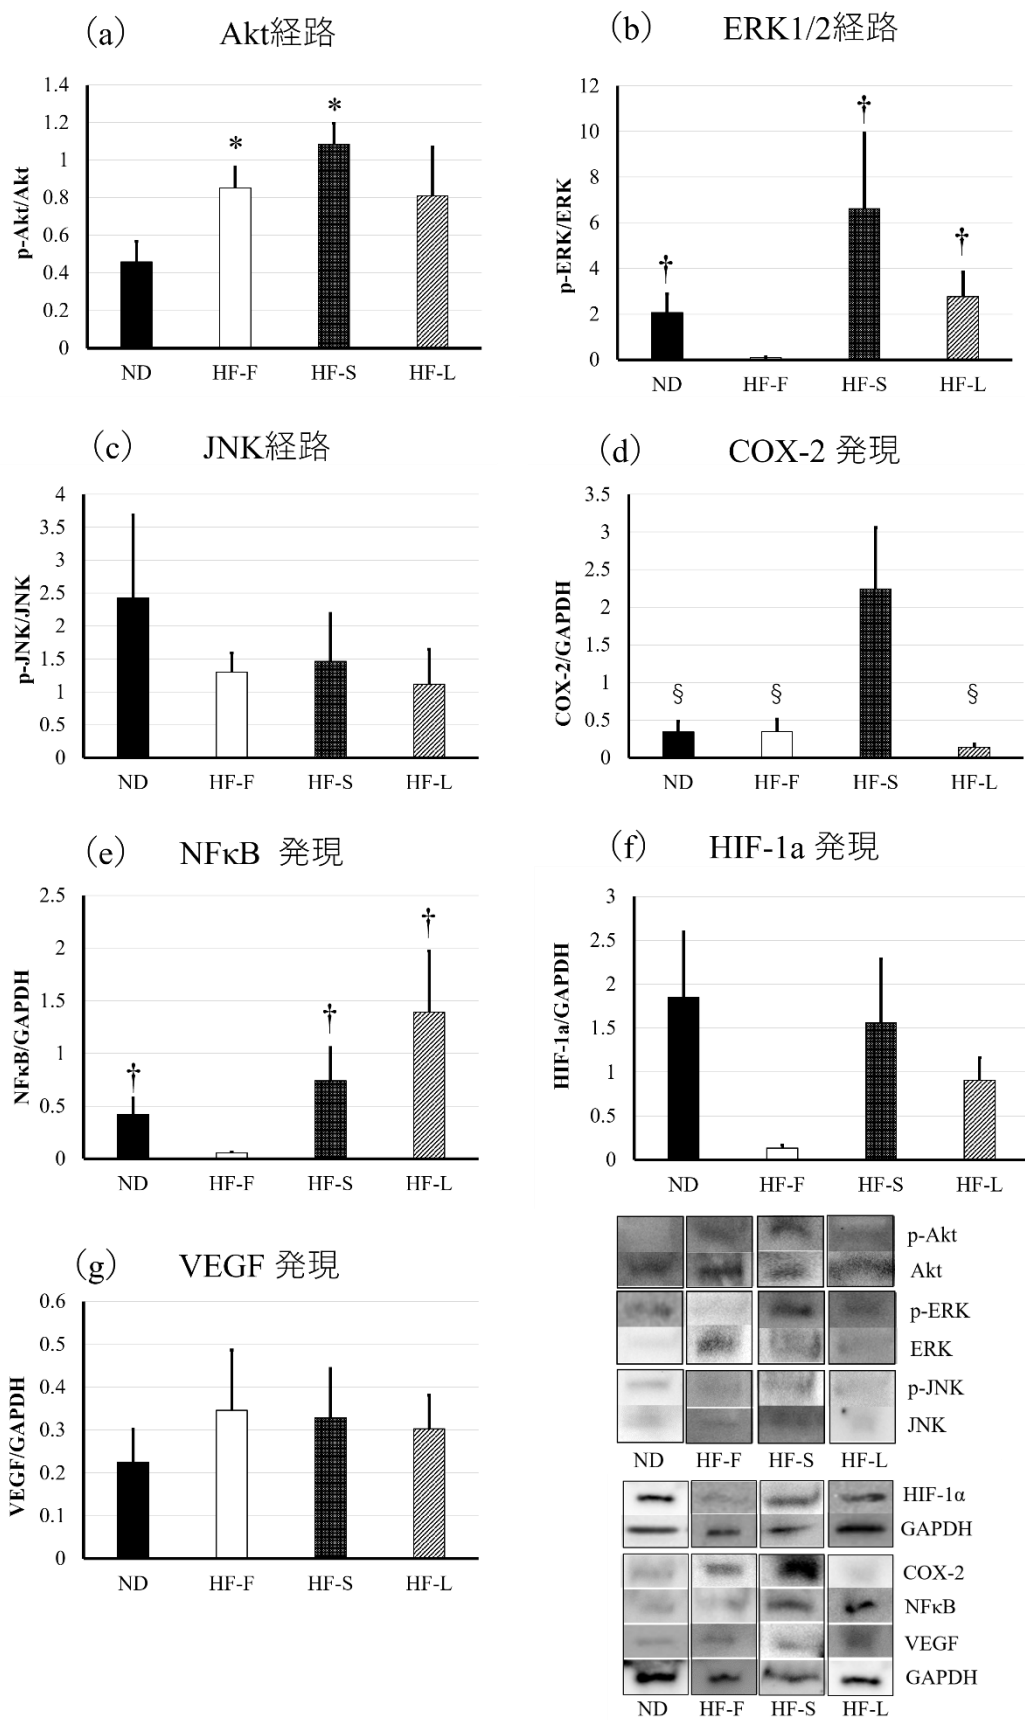 (a) Akt経路
1.4
1.2
1
0.8
0.6
0.4
0.2
0
p-Akt/Akt
*
*
ND HF-F HF-S HF-L
(b) ERK1/2経路
12
10
8
6
4
2
0
p-ERK/ERK
†
†
†
ND HF-F HF-S HF-L
(c) JNK経路
4
3.5
3
2.5
2
1.5
1
0.5
0
p-JNK/JNK
ND HF-F HF-S HF-L
(d) COX-2 発現
3.5
3
2.5
2
1.5
1
0.5
0
COX-2/GAPDH
§ § §
ND HF-F HF-S HF-L
(e) NFκB 発現
2.5
2
1.5
1
0.5
0
NFκB/GAPDH
†
†
†
ND HF-F HF-S HF-L
(f) HIF-1a 発現
3
2.5
2
1.5
1
0.5
0
HIF-1a/GAPDH
ND HF-F HF-S HF-L
(g) VEGF 発現
0.6
0.5
0.4
0.3
0.2
0.1
0
VEGF/GAPDH
ND HF-F HF-S HF-L
p-Akt
Akt
p-ERK
ERK
p-JNK
JNK
ND HF-F HF-S HF-L
HIF-1α
GAPDH
COX-2
NFκB
VEGF
GAPDH
ND HF-F HF-S HF-L